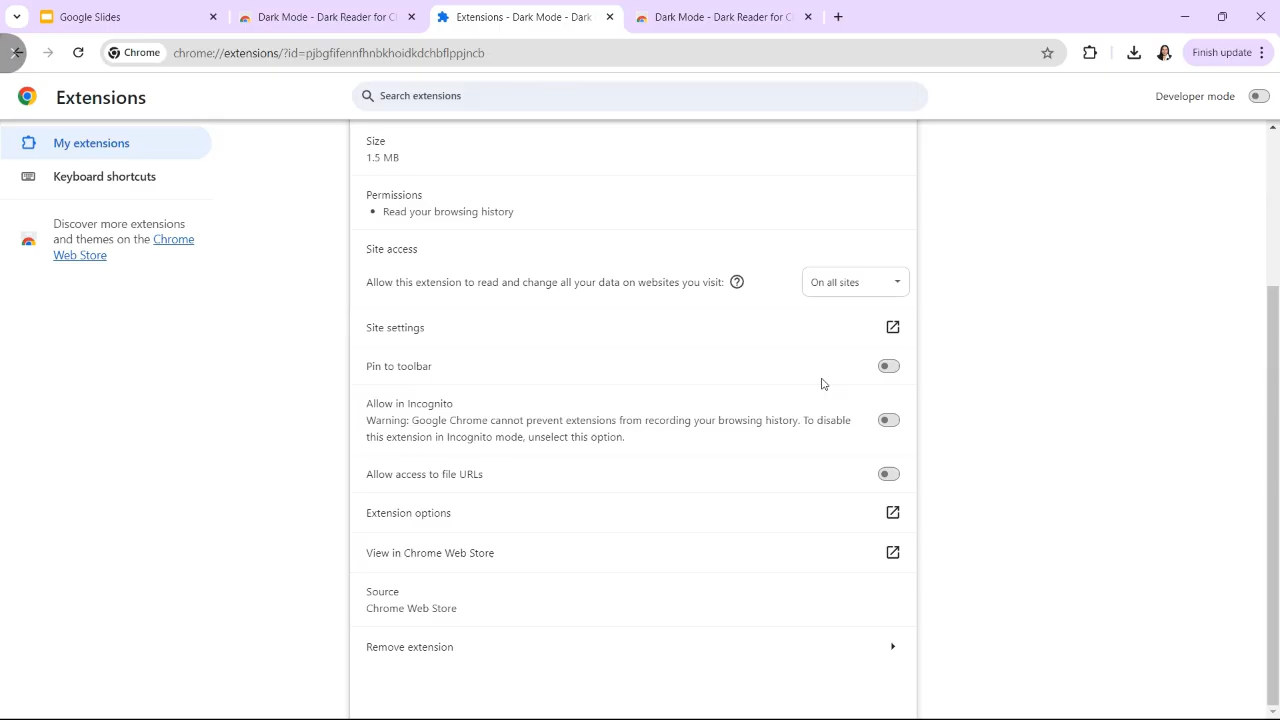 Google Slides
Dark Mode - Dark Reader for C
Extensions - Dark Mode - Dark
Dark Mode - Dark Reader for C
Chrome
chrome://extensions/?id=pjbgfifennfhnbkhoidkdchbflppjncb
Finish update
Extensions
Search extensions
Developer mode
My extensions
Keyboard shortcuts
Discover more extensions
and themes on the Chrome
Web Store
Size
1.5 MB
Permissions
• Read your browsing history
Site access
Allow this extension to read and change all your data on websites you visit:
On all sites
Site settings
Pin to toolbar
Allow in Incognito
Warning: Google Chrome cannot prevent extensions from recording your browsing history. To disable
this extension in Incognito mode, unselect this option.
Allow access to file URLs
Extension options
View in Chrome Web Store
Source
Chrome Web Store
Remove extension